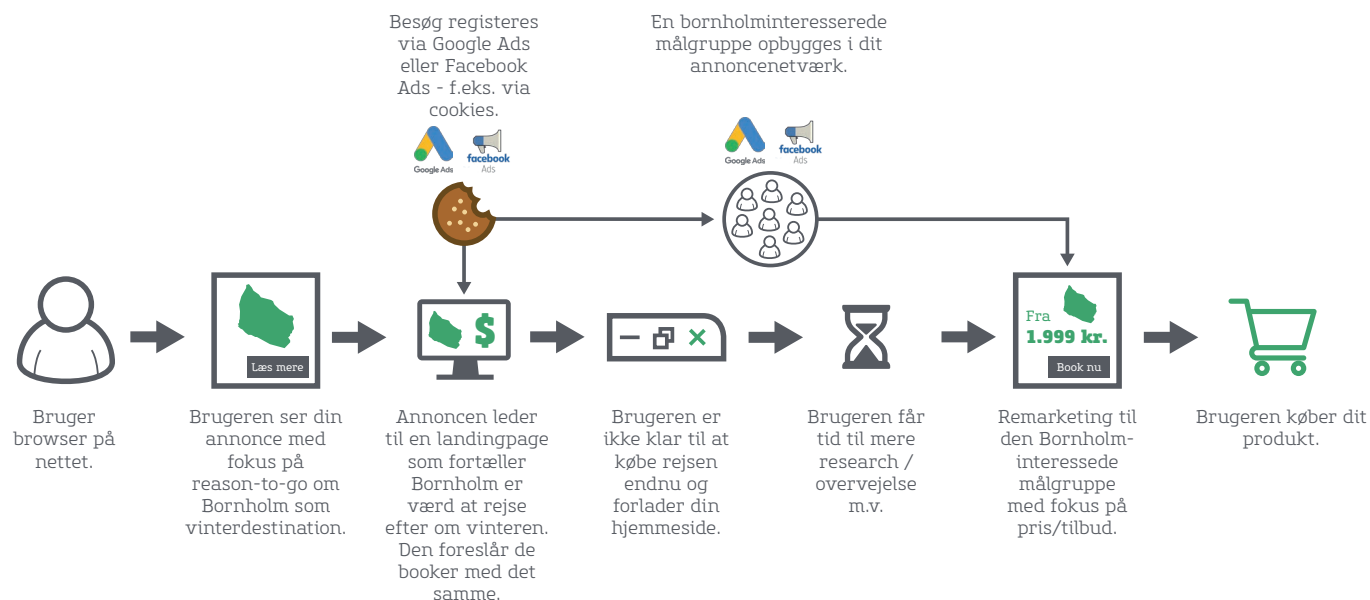 Besøg registeres
via Google Ads
eller Facebook
Ads - f.eks. via
cookies.
En bornholminteresserede
målgruppe opbygges i dit
annoncenetværk.
Google Ads
facebook
Ads
Google Ads
facebook
Ads
Læs mere
$
Fra
1.999 kr.
Book nu
Bruger
browser på
nettet.
Brugeren ser din
annonce med
fokus på
reason-to-go om
Bornholm som
vinterdestination.
Annoncen leder
til en landingpage
som fortæller
Bornholm er
værd at rejse
efter om vinteren.
Den foreslår de
booker med det
samme.
Brugeren er
ikke klar til at
købe rejsen
endnu og
forlader din
hjemmeside.
Brugeren får
tid til mere
research /
overvejelse
m.v.
Remarketing til
den Bornholm-
interessede
målgruppe
med fokus på
pris/tilbud.
Brugeren køber dit
produkt.